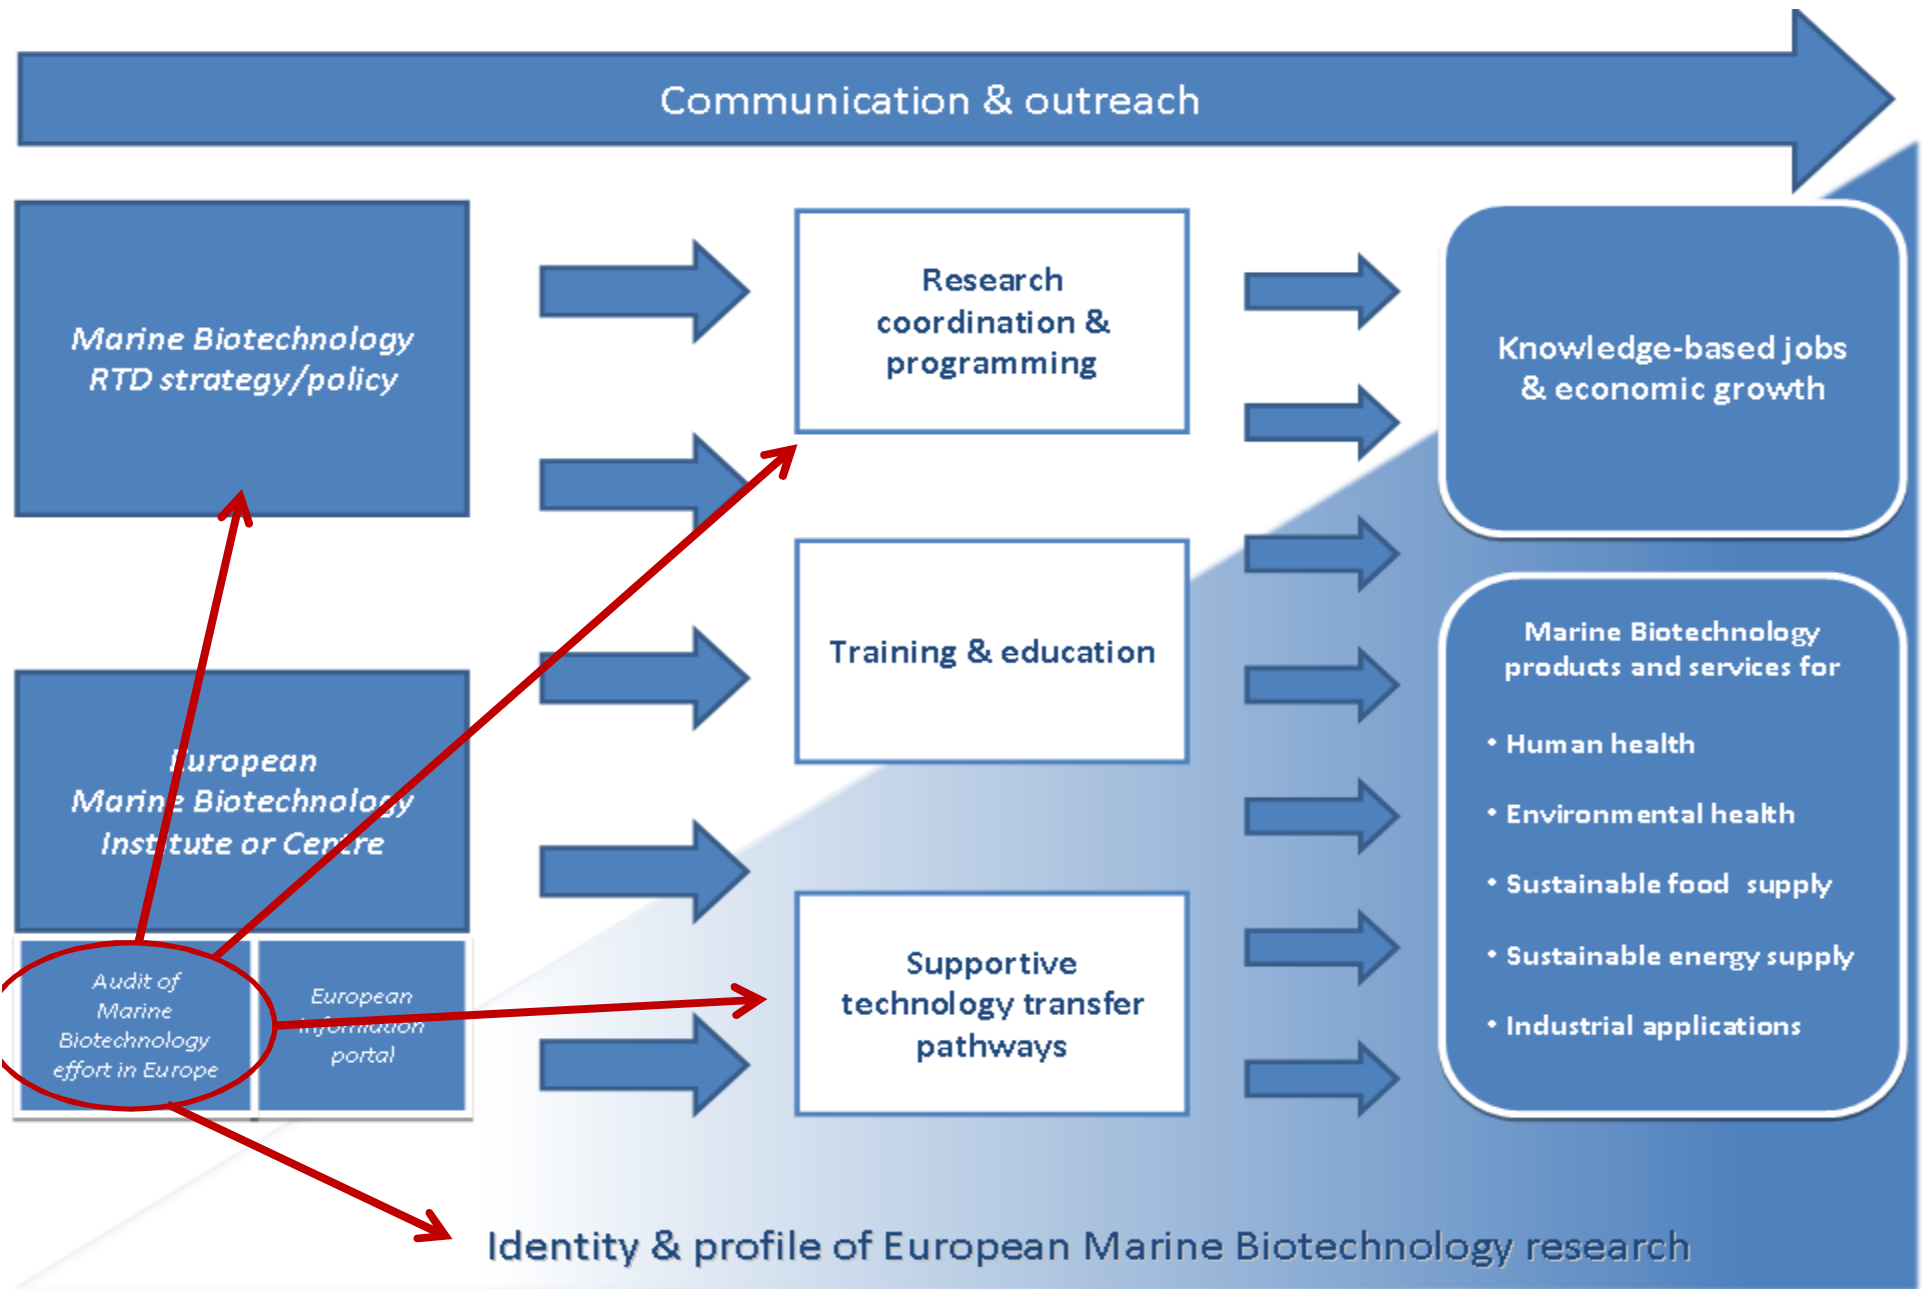 Communication & outreach
Marine Biotechnology
RTD strategy/policy
European
Marine Biotechnology
Institute or Centre
Audit of
Marine
Biotechnology
effort in Europe
European
information
portal
Research
coordination &
programming
Training & education
Supportive
technology transfer
pathways
Knowledge-based jobs
& economic growth
Marine Biotechnology
products and services for
• Human health
• Environmental health
• Sustainable food supply
• Sustainable energy supply
• Industrial applications
Identity & profile of European Marine Biotechnology research